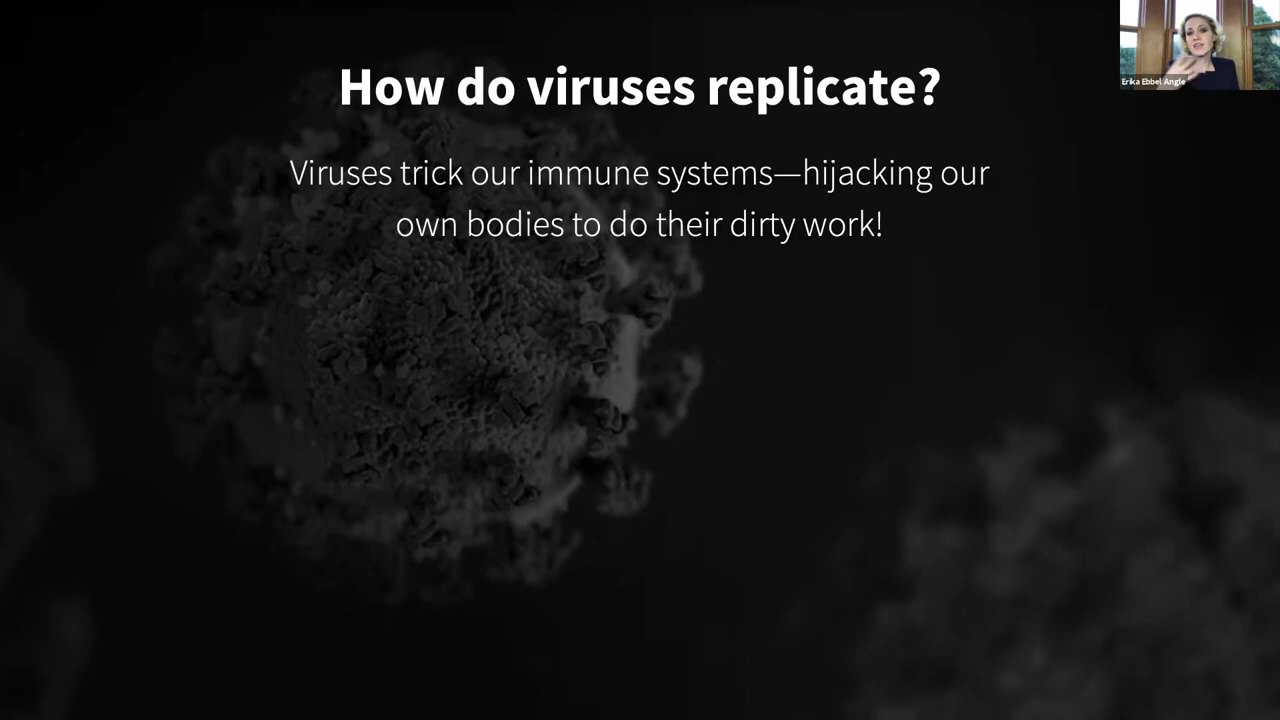 How do viruses replicate?
Viruses trick our immune systems—hijacking our
own bodies to do their dirty work!
Erika Ebbel Angle